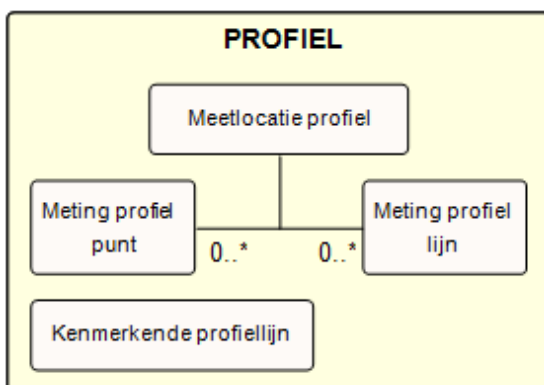 PROFIEL
Meetlocatie profiel
Meting profiel
punt
Meting profiel
lijn
0..*
0..*
Kenmerkende profiellijn